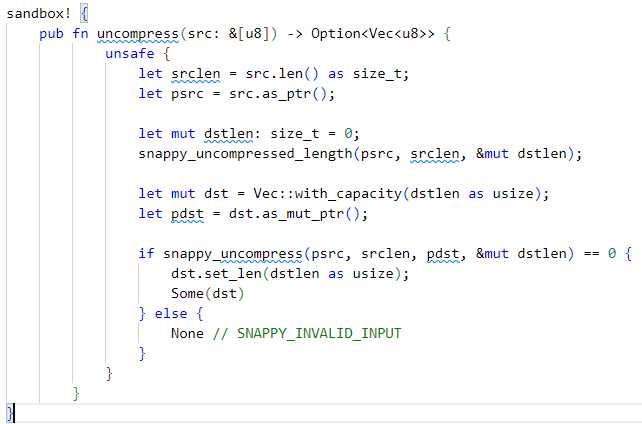 sandbox! {
pub fn uncompress(src: &[u8]) -> Option<Vec<u8>> {
unsafe {
let srclen = src.len() as size_t;
let psrc = src.as_ptr();
let mut dstlen: size_t = 0;
snappy_uncompressed_length(psrc, srclen, &mut dstlen);
let mut dst = Vec::with_capacity(dstlen as usize);
let pdst = dst.as_mut_ptr();
if snappy_uncompress(psrc, srclen, pdst, &mut dstlen) == 0 {
dst.set_len(dstlen as usize);
Some(dst)
} else {
None // SNAPPY_INVALID_INPUT
}
}
}
}